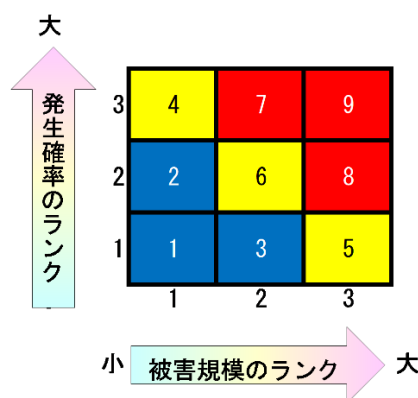 大
発生確率のランク
3 4 7 9
2 2 6 8
1 1 3 5
1 2 3
小 被害規模のランク 大